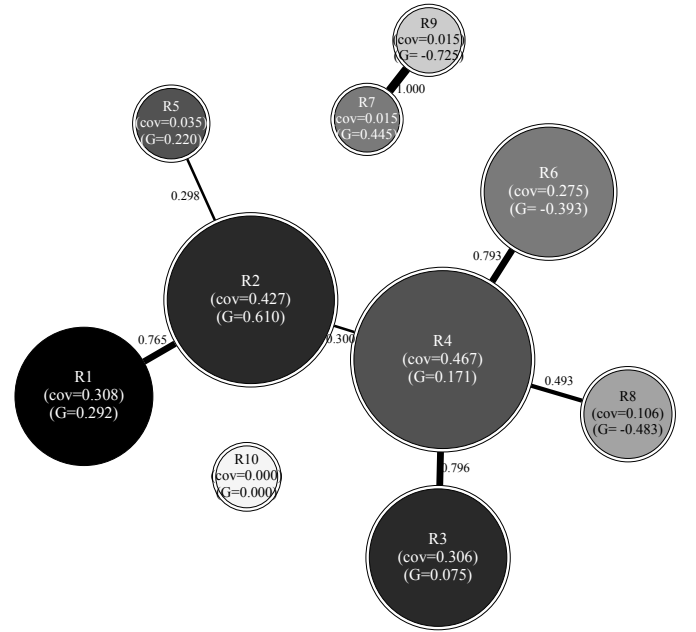 R9
(cov=0.015)
(G= -0.725)
1.000
R7
(cov=0.015)
(G=0.445)
R5
(cov=0.035)
(G=0.220)
0.298
R6
(cov=0.275)
(G= -0.393)
0.793
R2
(cov=0.427)
(G=0.610)
0.300
R4
(cov=0.467)
(G=0.171)
0.765
R1
(cov=0.308)
(G=0.292)
0.493
R8
(cov=0.106)
(G= -0.483)
R10
(cov=0.000)
(G=0.000)
0.796
R3
(cov=0.306)
(G=0.075)